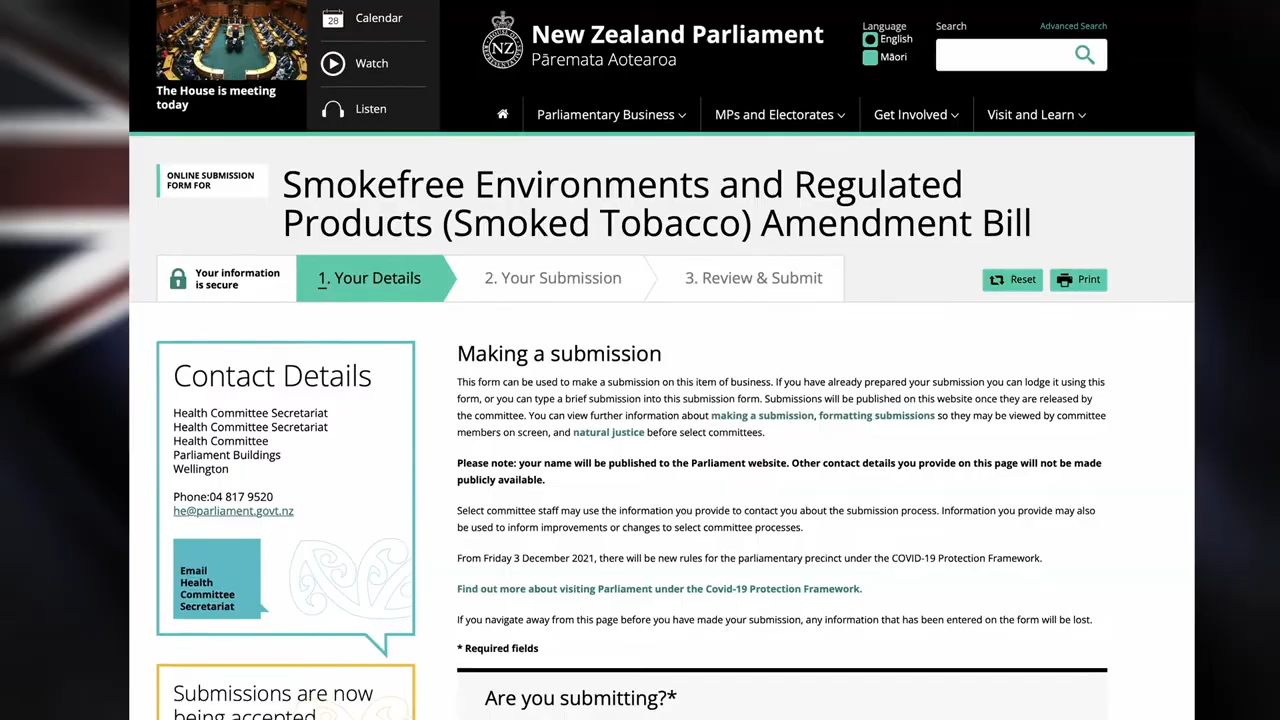 The House is meeting
today
28
Calendar
Watch
Listen
NZ
New Zealand Parliament
Pāremata Aotearoa
Language
English
Māori
Search
Advanced Search
Parliamentary Business
MPs and Electorates
Get Involved
Visit and Learn
ONLINE SUBMISSION
FORM FOR
Smokefree Environments and Regulated
Products (Smoked Tobacco) Amendment Bill
Your information
is secure
1. Your Details
2. Your Submission
3. Review & Submit
Reset
Print
Contact Details
Health Committee Secretariat
Health Committee Secretariat
Health Committee
Parliament Buildings
Wellington
Phone:04 817 9520
he@parliament.govt.nz
Email
Health
Committee
Secretariat
Submissions are now
being accepted
Making a submission
This form can be used to make a submission on this item of business. If you have already prepared your submission you can lodge it using this
form, or you can type a brief submission into this submission form. Submissions will be published on this website once they are released by
the committee. You can view further information about making a submission, formatting submissions so they may be viewed by committee
members on screen, and natural justice before select committees.
Please note: your name will be published to the Parliament website. Other contact details you provide on this page will not be made
publicly available.
Select committee staff may use the information you provide to contact you about the submission process. Information you provide may also
be used to inform improvements or changes to select committee processes.
From Friday 3 December 2021, there will be new rules for the parliamentary precinct under the COVID-19 Protection Framework.
Find out more about visiting Parliament under the Covid-19 Protection Framework.
If you navigate away from this page before you have made your submission, any information that has been entered on the form will be lost.
* Required fields
Are you submitting?*